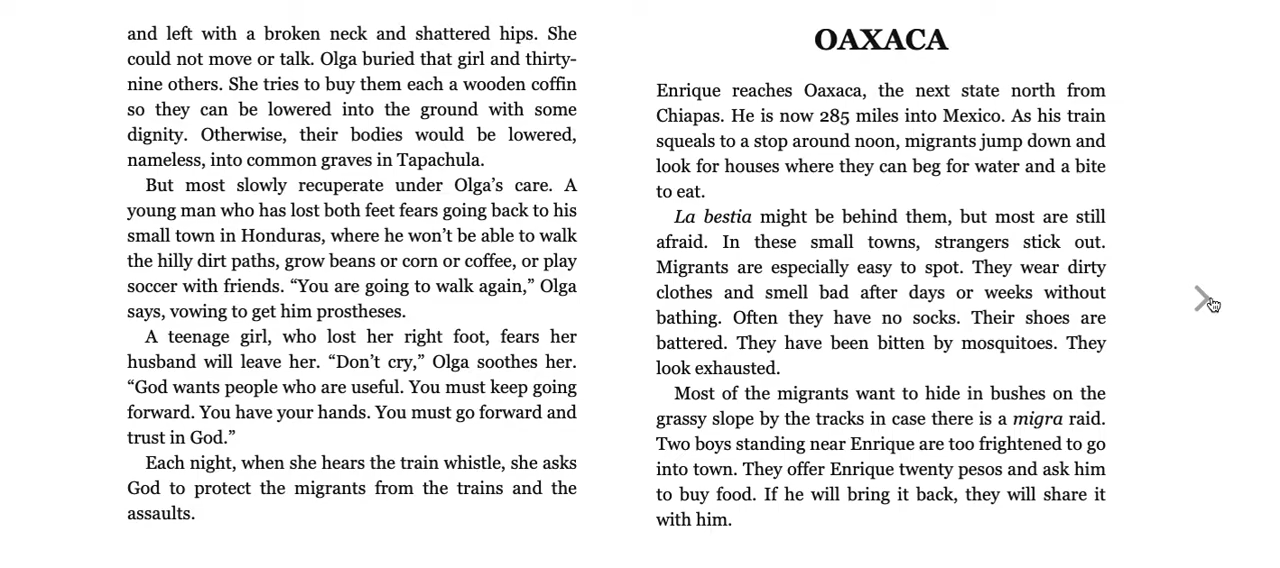 and left with a broken neck and shattered hips. She
could not move or talk. Olga buried that girl and thirty-
nine others. She tries to buy them each a wooden coffin
so they can be lowered into the ground with some
dignity. Otherwise, their bodies would be lowered,
nameless, into common graves in Tapachula.
But most slowly recuperate under Olga’s care. A
young man who has lost both feet fears going back to his
small town in Honduras, where he won’t be able to walk
the hilly dirt paths, grow beans or corn or coffee, or play
soccer with friends. “You are going to walk again,” Olga
says, vowing to get him prostheses.
A teenage girl, who lost her right foot, fears her
husband will leave her. “Don’t cry,” Olga soothes her.
“God wants people who are useful. You must keep going
forward. You have your hands. You must go forward and
trust in God.”
Each night, when she hears the train whistle, she asks
God to protect the migrants from the trains and the
assaults.
OAXACA
Enrique reaches Oaxaca, the next state north from
Chiapas. He is now 285 miles into Mexico. As his train
squeals to a stop around noon, migrants jump down and
look for houses where they can beg for water and a bite
to eat.
La bestia might be behind them, but most are still
afraid. In these small towns, strangers stick out.
Migrants are especially easy to spot. They wear dirty
clothes and smell bad after days or weeks without
bathing. Often they have no socks. Their shoes are
battered. They have been bitten by mosquitoes. They
look exhausted.
Most of the migrants want to hide in bushes on the
grassy slope by the tracks in case there is a migra raid.
Two boys standing near Enrique are too frightened to go
into town. They offer Enrique twenty pesos and ask him
to buy food. If he will bring it back, they will share it
with him.